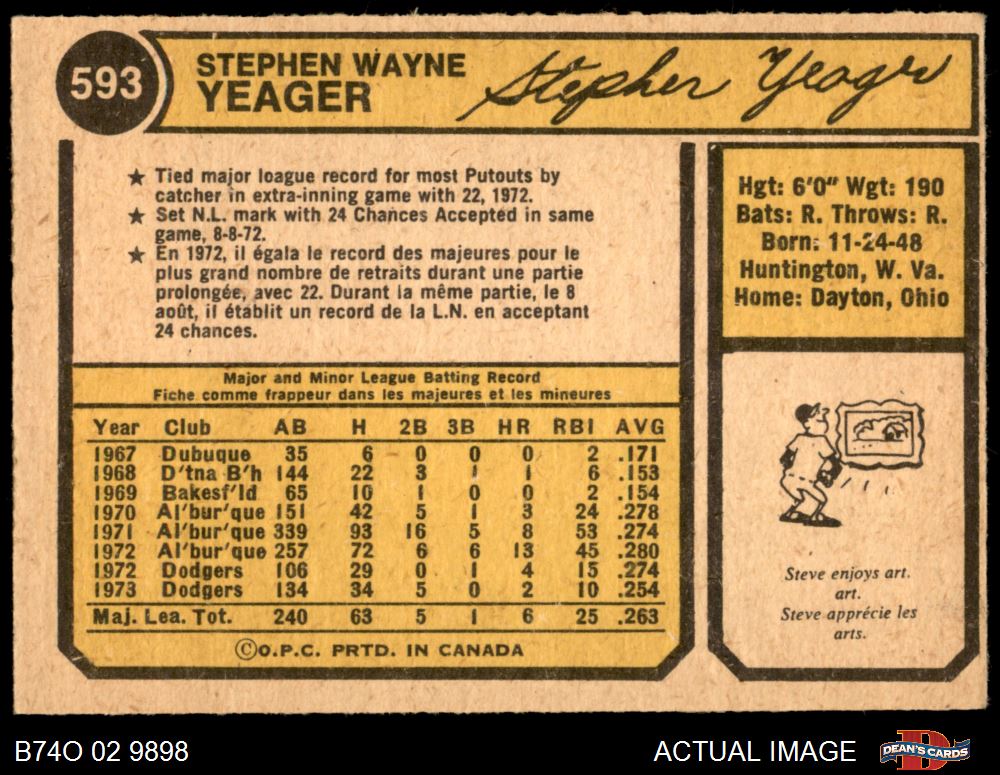 593
STEPHEN WAYNE
YEAGER
Stephen Yeager
★ Tied major loague record for most Putouts by
catcher in extra-inning game with 22, 1972.
★ Set N.L. mark with 24 Chances Accepted in same
game, 8-8-72.
★ En 1972, il égala le record des majeures pour le
plus grand nombre de retraits durant une partie
prolongée, avec 22. Durant la même partie, le 8
août, il établit un record de la L.N. en acceptant
24 chances.
Hgt: 6'0" Wgt: 190
Bats: R. Throws: R.
Born: 11-24-48
Huntington, W. Va.
Home: Dayton, Ohio
Major and Minor League Batting Record
Fiche comme frappeur dans les majeures et les mineures
Year Club AB H 2B 3B HR RBI AVG
1967 Dubuque 35 6 0 0 0 2 .171
1968 D'tna B'h 144 22 3 1 1 6 .153
1969 Bakesf'ld 65 10 1 0 0 2 .154
1970 Al'bur'que 151 42 5 1 3 24 .278
1971 Al'bur'que 339 93 16 5 8 53 .274
1972 Al'bur'que 257 72 6 6 13 45 .280
1972 Dodgers 106 29 0 1 4 15 .274
1973 Dodgers 134 34 5 0 2 10 .254
Maj. Lea. Tot. 240 63 5 1 6 25 .263
©O.P.C. PRTD. IN CANADA
Steve enjoys art.
art.
Steve apprécie les
arts.
B74O 02 9898
ACTUAL IMAGE
D
DEAN'S CARDS